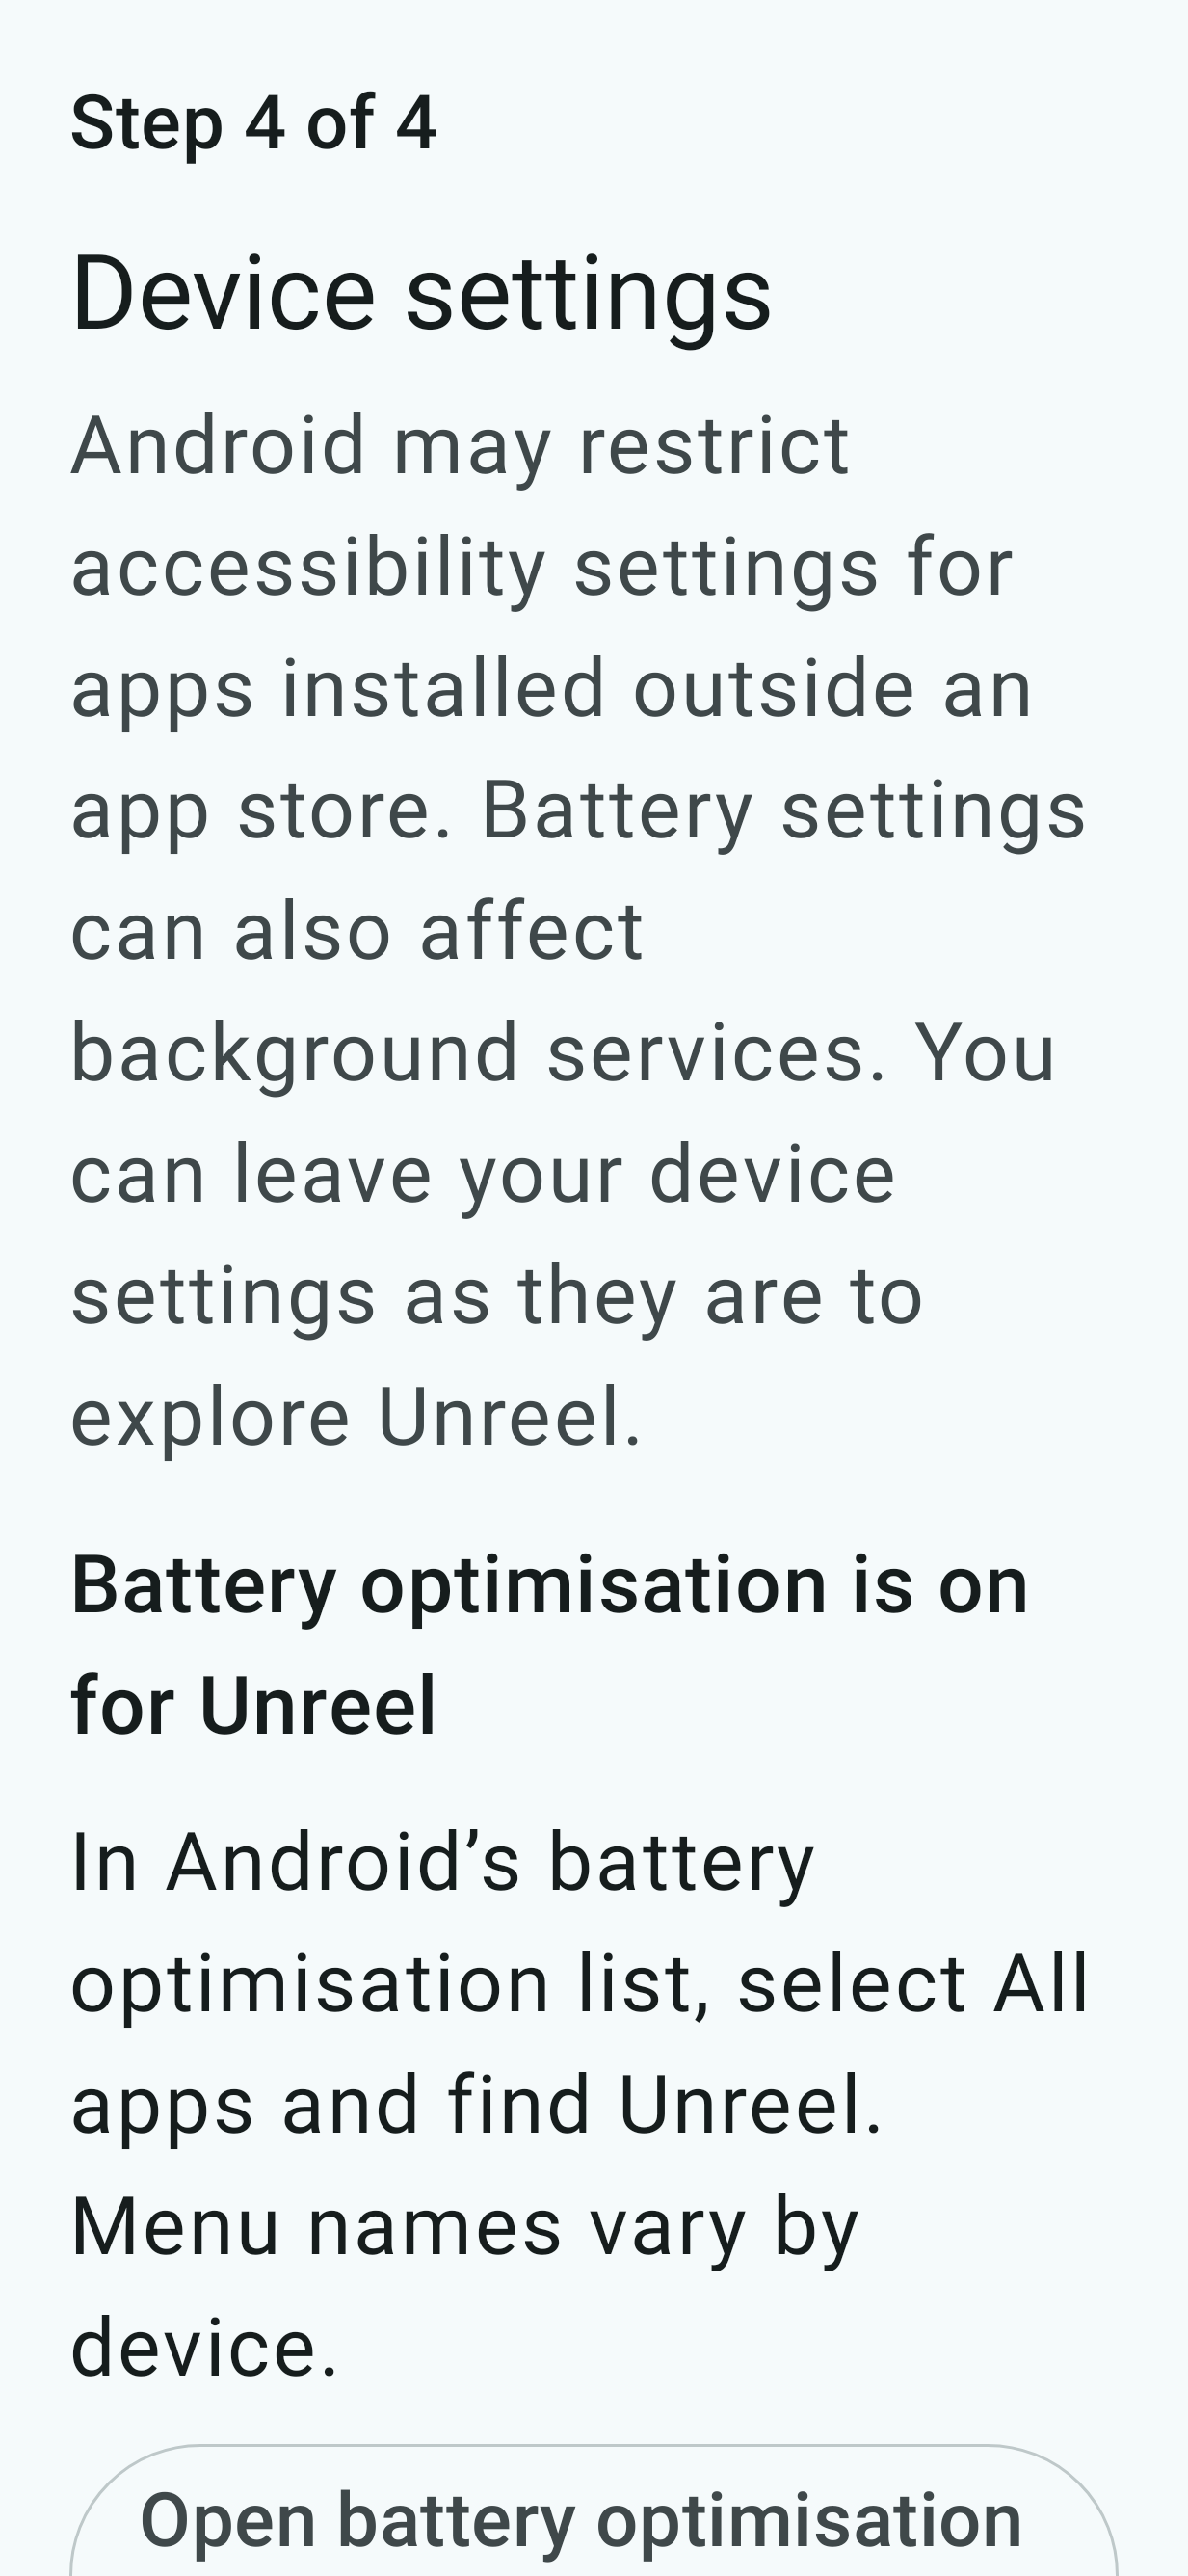 Step 4 of 4
Device settings
Android may restrict
accessibility settings for
apps installed outside an
app store. Battery settings
can also affect
background services. You
can leave your device
settings as they are to
explore Unreel.
Battery optimisation is on
for Unreel
In Android’s battery
optimisation list, select All
apps and find Unreel.
Menu names vary by
device.
Open battery optimisation